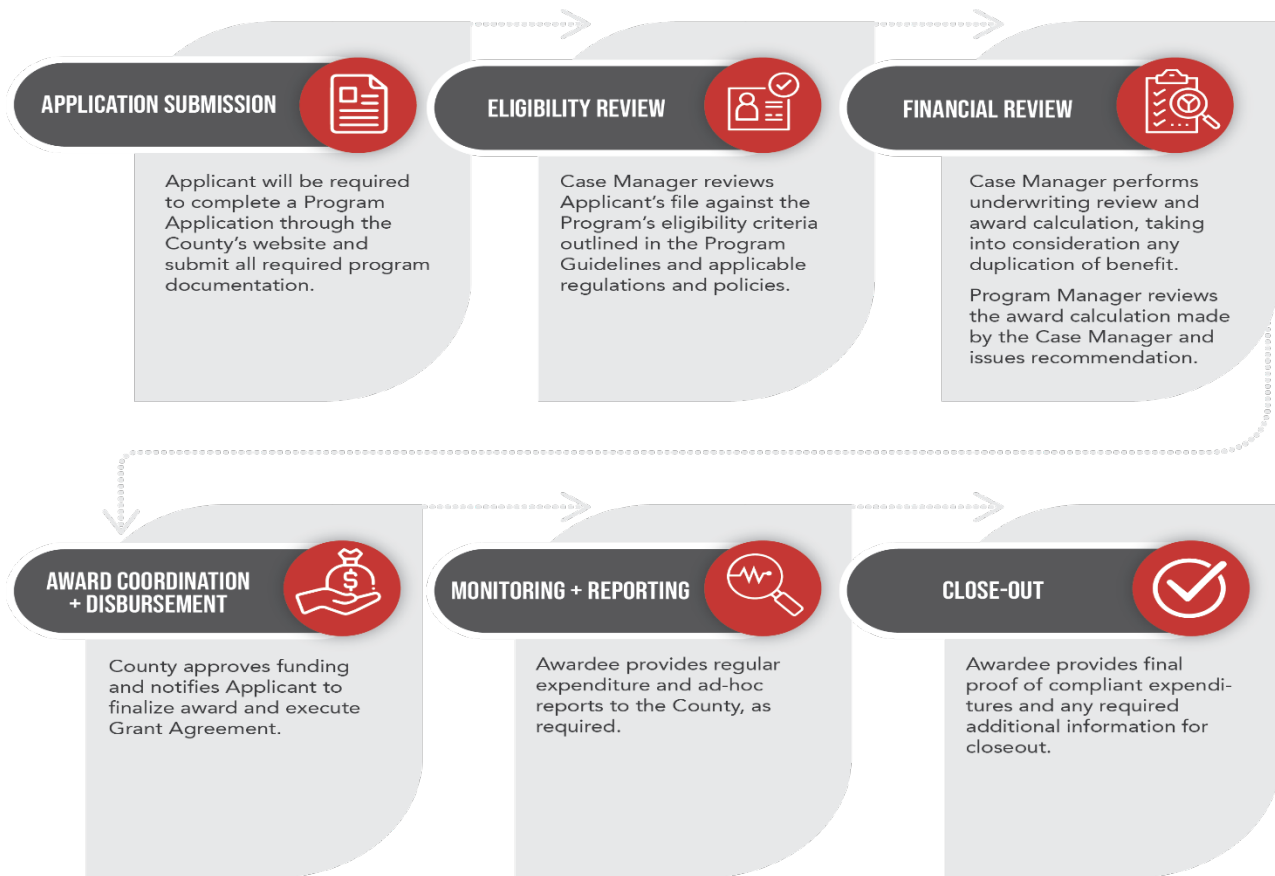 APPLICATION SUBMISSION
Applicant will be required
to complete a Program
Application through the
County's website and
submit all required program
documentation.
ELIGIBILITY REVIEW
Case Manager reviews
Applicant's file against the
Program's eligibility criteria
outlined in the Program
Guidelines and applicable
regulations and policies.
FINANCIAL REVIEW
Case Manager performs
underwriting review and
award calculation, taking
into consideration any
duplication of benefit.
Program Manager reviews
the award calculation made
by the Case Manager and
issues recommendation.
AWARD COORDINATION
+ DISBURSEMENT
County approves funding
and notifies Applicant to
finalize award and execute
Grant Agreement.
MONITORING + REPORTING
Awardee provides regular
expenditure and ad-hoc
reports to the County, as
required.
CLOSE-OUT
Awardee provides final
proof of compliant expendi-
tures and any required
additional information for
closeout.